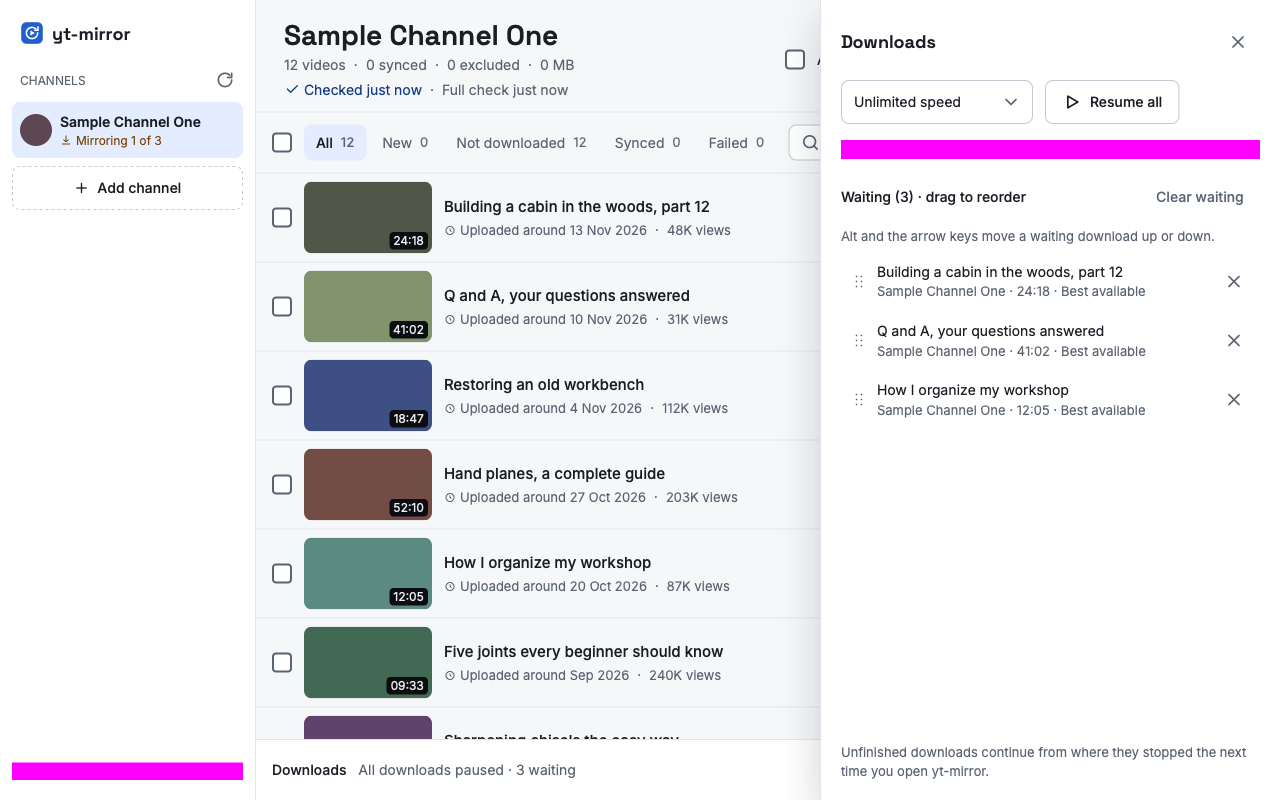 yt-mirror
CHANNELS
Sample Channel One
Mirroring 1 of 3
Add channel
Sample Channel One
12 videos · 0 synced · 0 excluded · 0 MB
Checked just now · Full check just now
All 12 New 0 Not downloaded 12 Synced 0 Failed 0
24:18
Building a cabin in the woods, part 12
Uploaded around 13 Nov 2026 · 48K views
41:02
Q and A, your questions answered
Uploaded around 10 Nov 2026 · 31K views
18:47
Restoring an old workbench
Uploaded around 4 Nov 2026 · 112K views
52:10
Hand planes, a complete guide
Uploaded around 27 Oct 2026 · 203K views
12:05
How I organize my workshop
Uploaded around 20 Oct 2026 · 87K views
09:33
Five joints every beginner should know
Uploaded around Sep 2026 · 240K views
Downloads All downloads paused · 3 waiting
Downloads
Unlimited speed
Resume all
Waiting (3) · drag to reorder
Clear waiting
Alt and the arrow keys move a waiting download up or down.
Building a cabin in the woods, part 12
Sample Channel One · 24:18 · Best available
Q and A, your questions answered
Sample Channel One · 41:02 · Best available
How I organize my workshop
Sample Channel One · 12:05 · Best available
Unfinished downloads continue from where they stopped the next
time you open yt-mirror.